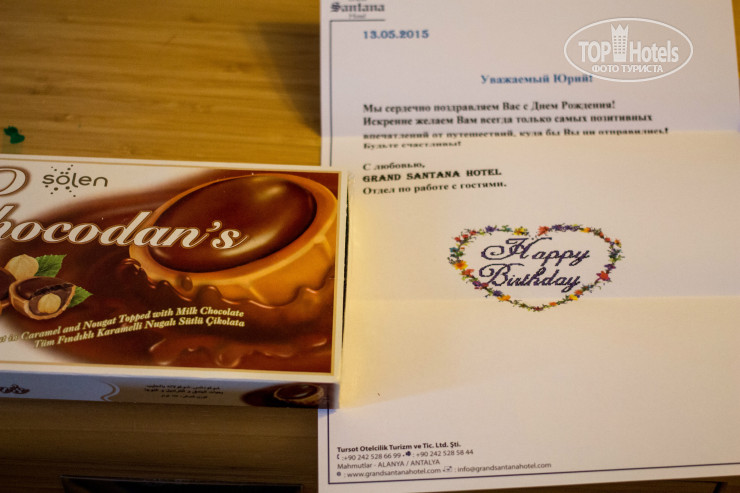 Santana
Hotel
13.05.2015
TOP Hotels
ФОТО ТУРИСТА
Уважаемый Юрий!
Мы сердечно поздравляем Вас с Днем Рождения!
Искренне желаем Вам всегда только самых позитивных
впечатлений от путешествий, куда бы Вы ни отправились!
Будьте счастливы!
С любовью,
GRAND SANTANA HOTEL
Отдел по работе с гостями.
Happy
Birthday
Tursot Otelcilik Turizm ve Tic. Ltd. Şti.
:+90 242 528 66 99 - : +90 242 528 58 44
Mahmutlar - ALANYA / ANTALYA
: www.grandsantanahotel.com : info@grandsantanahotel.com
şölen
hocodan's
to Caramel and Nougat Topped with Milk Chocolate
Tüm Fındıklı Karamelli Nugalı Sütlü Çikolata